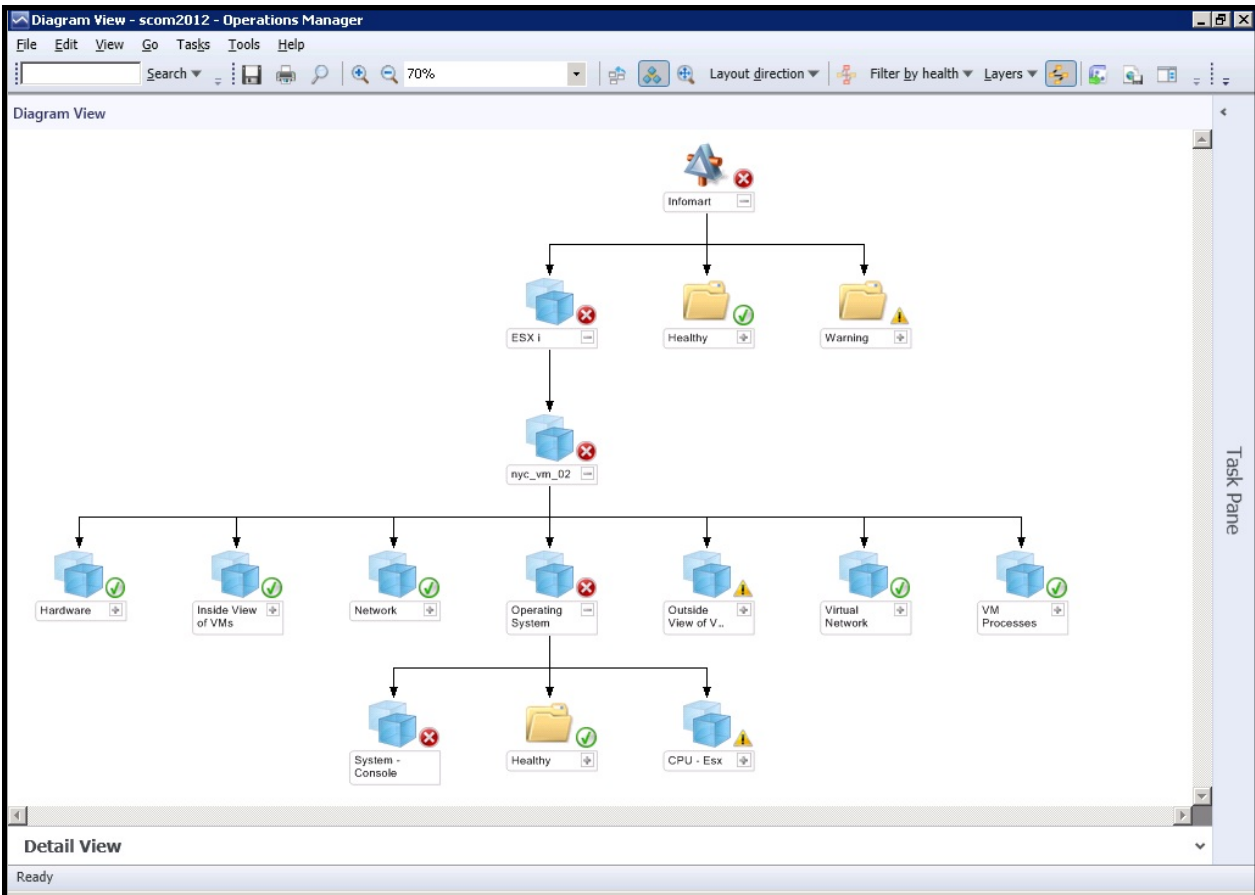 Diagram View - scom2012 - Operations Manager
File Edit View Go Tasks Tools Help
Search 70% Layout direction Filter by health Layers
Diagram View
Infomart
ESX i Healthy Warning
nyc_vm_02
Hardware Inside View Network Operating Outside Virtual VM
of VMs System View of V.. Network Processes
System - Healthy CPU - Esx
Console
Task Pane
Detail View
Ready